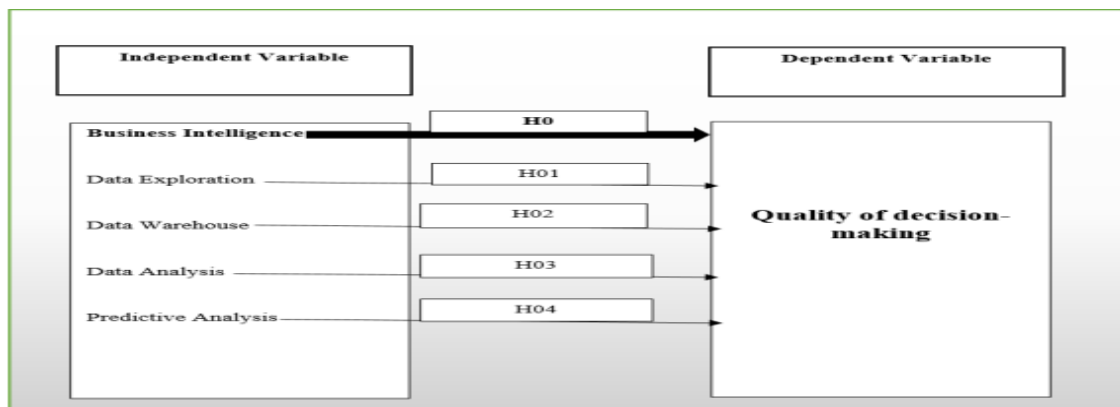 Independent Variable
Dependent Variable
Business Intelligence
H0
Data Exploration
H01
Data Warehouse
H02
Data Analysis
H03
Predictive Analysis
H04
Quality of decision-
making